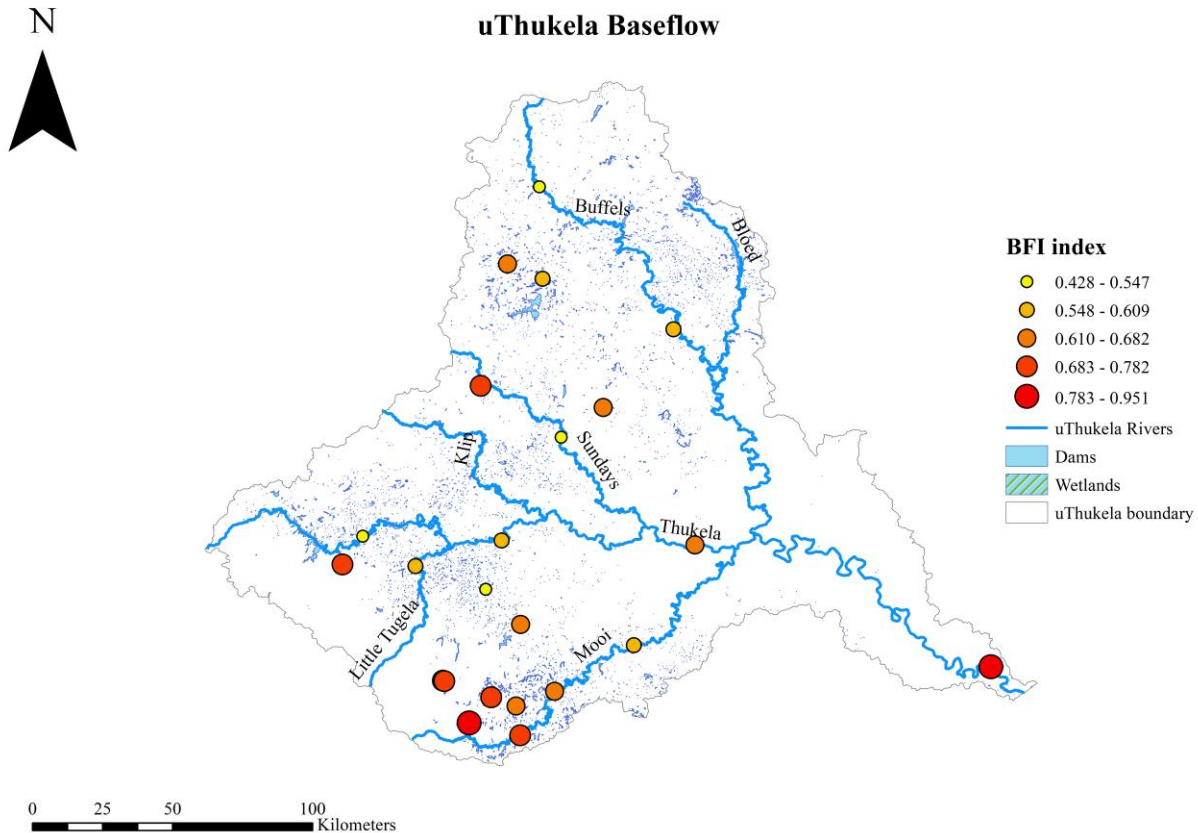 uThukela Baseflow
N
Buffels
Bloed
Klip
Sundays
Thukela
Little Tugela
Mooi
BFI index
0.428 - 0.547
0.548 - 0.609
0.610 - 0.682
0.683 - 0.782
0.783 - 0.951
uThukela Rivers
Dams
Wetlands
uThukela boundary
0 25 50 100
Kilometers